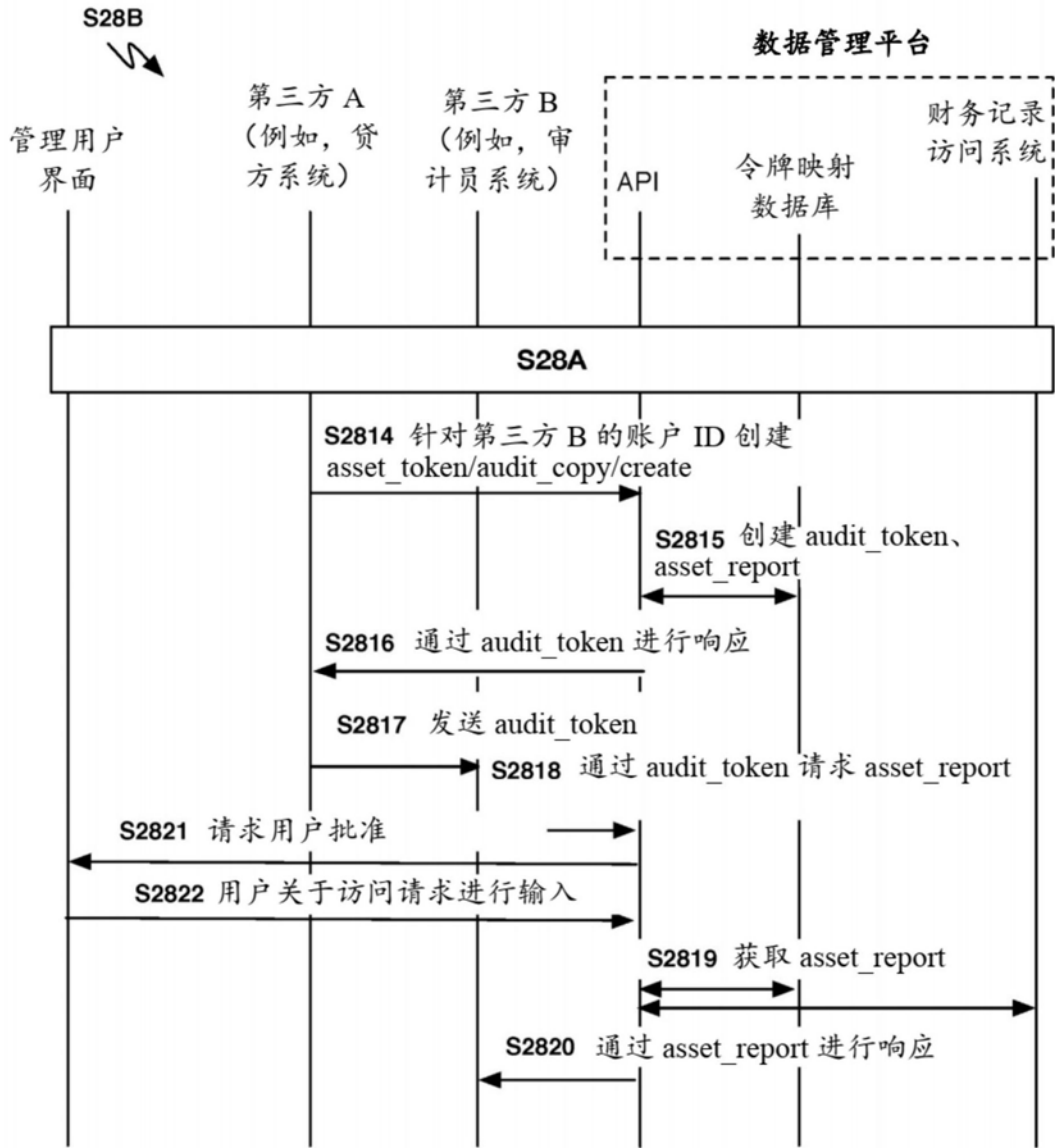 S28B
数据管理平台
管理用户
界面
第三方 A
(例如，贷
方系统)
第三方 B
(例如，审
计员系统)
API
令牌映射
数据库
财务记录
访问系统
S28A
S2814 针对第三方 B 的账户 ID 创建
asset_token/audit_copy/create
S2815 创建 audit_token、
asset_report
S2816 通过 audit_token 进行响应
S2817 发送 audit_token
S2818 通过 audit_token 请求 asset_report
S2821 请求用户批准
S2822 用户关于访问请求进行输入
S2819 获取 asset_report
S2820 通过 asset_report 进行响应